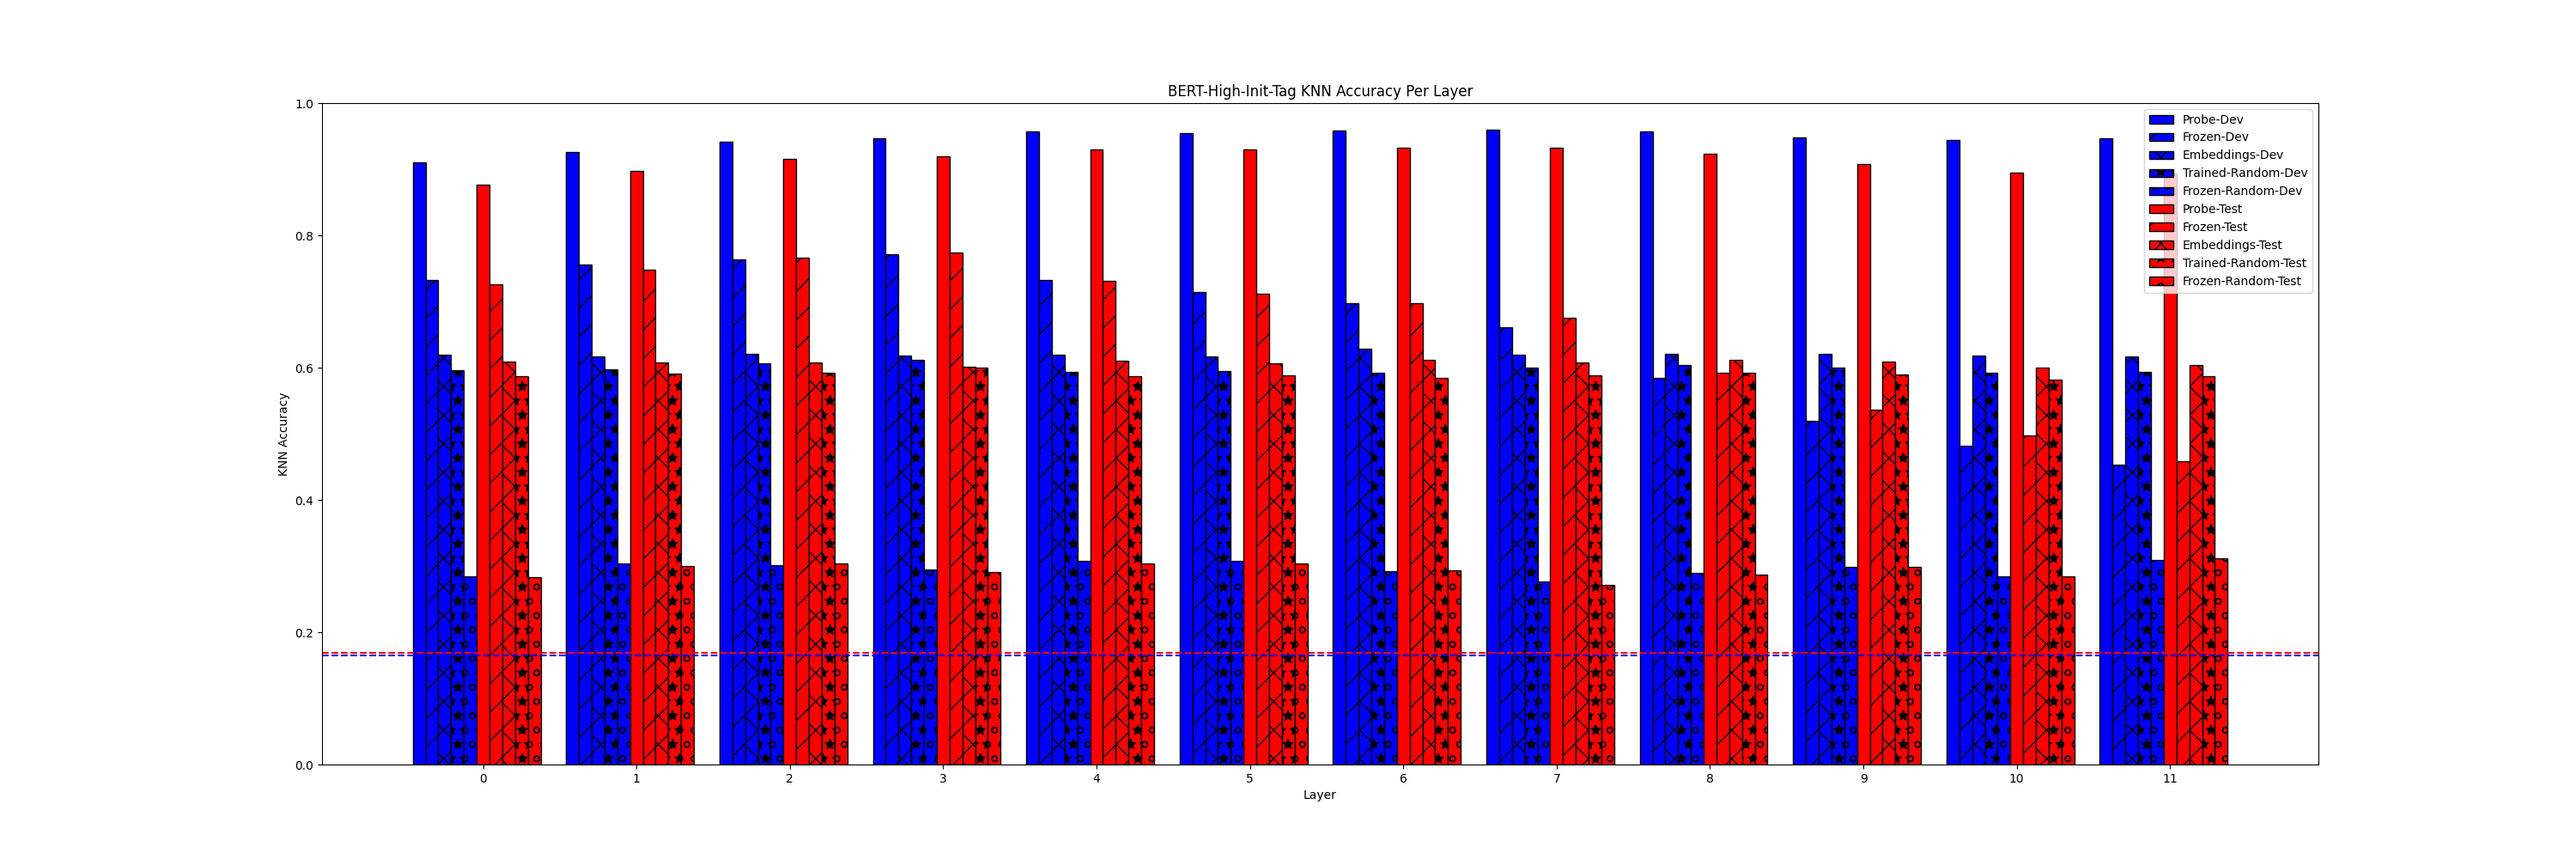 BERT-High-Init-Tag KNN Accuracy Per Layer
1.0
0.8
0.6
0.4
0.2
0.0
KNN Accuracy
Probe-Dev
Frozen-Dev
Embeddings-Dev
Trained-Random-Dev
Frozen-Random-Dev
Probe-Test
Frozen-Test
Embeddings-Test
Trained-Random-Test
Frozen-Random-Test
0 1 2 3 4 5 6 7 8 9 10 11
Layer